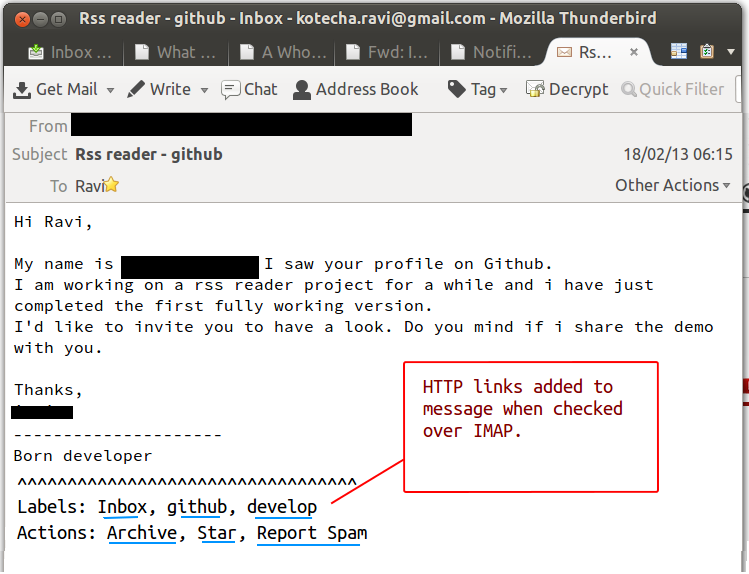 Rss reader - github - Inbox - kotecha.ravi@gmail.com - Mozilla Thunderbird
Inbox ... What ... A Who... Fwd: I... Notifi... Rs...
Get Mail Write Chat Address Book Tag Decrypt Quick Filter
From
Subject Rss reader - github 18/02/13 06:15
To Ravi Other Actions
Hi Ravi,
My name is I saw your profile on Github.
I am working on a rss reader project for a while and i have just
completed the first fully working version.
I'd like to invite you to have a look. Do you mind if i share the demo
with you.
Thanks,
---------------------
Born developer
^^^^^^^^^^^^^^^^^^^^^^^^^^^^^^^^^^
Labels: Inbox, github, develop
Actions: Archive, Star, Report Spam
HTTP links added to
message when checked
over IMAP.